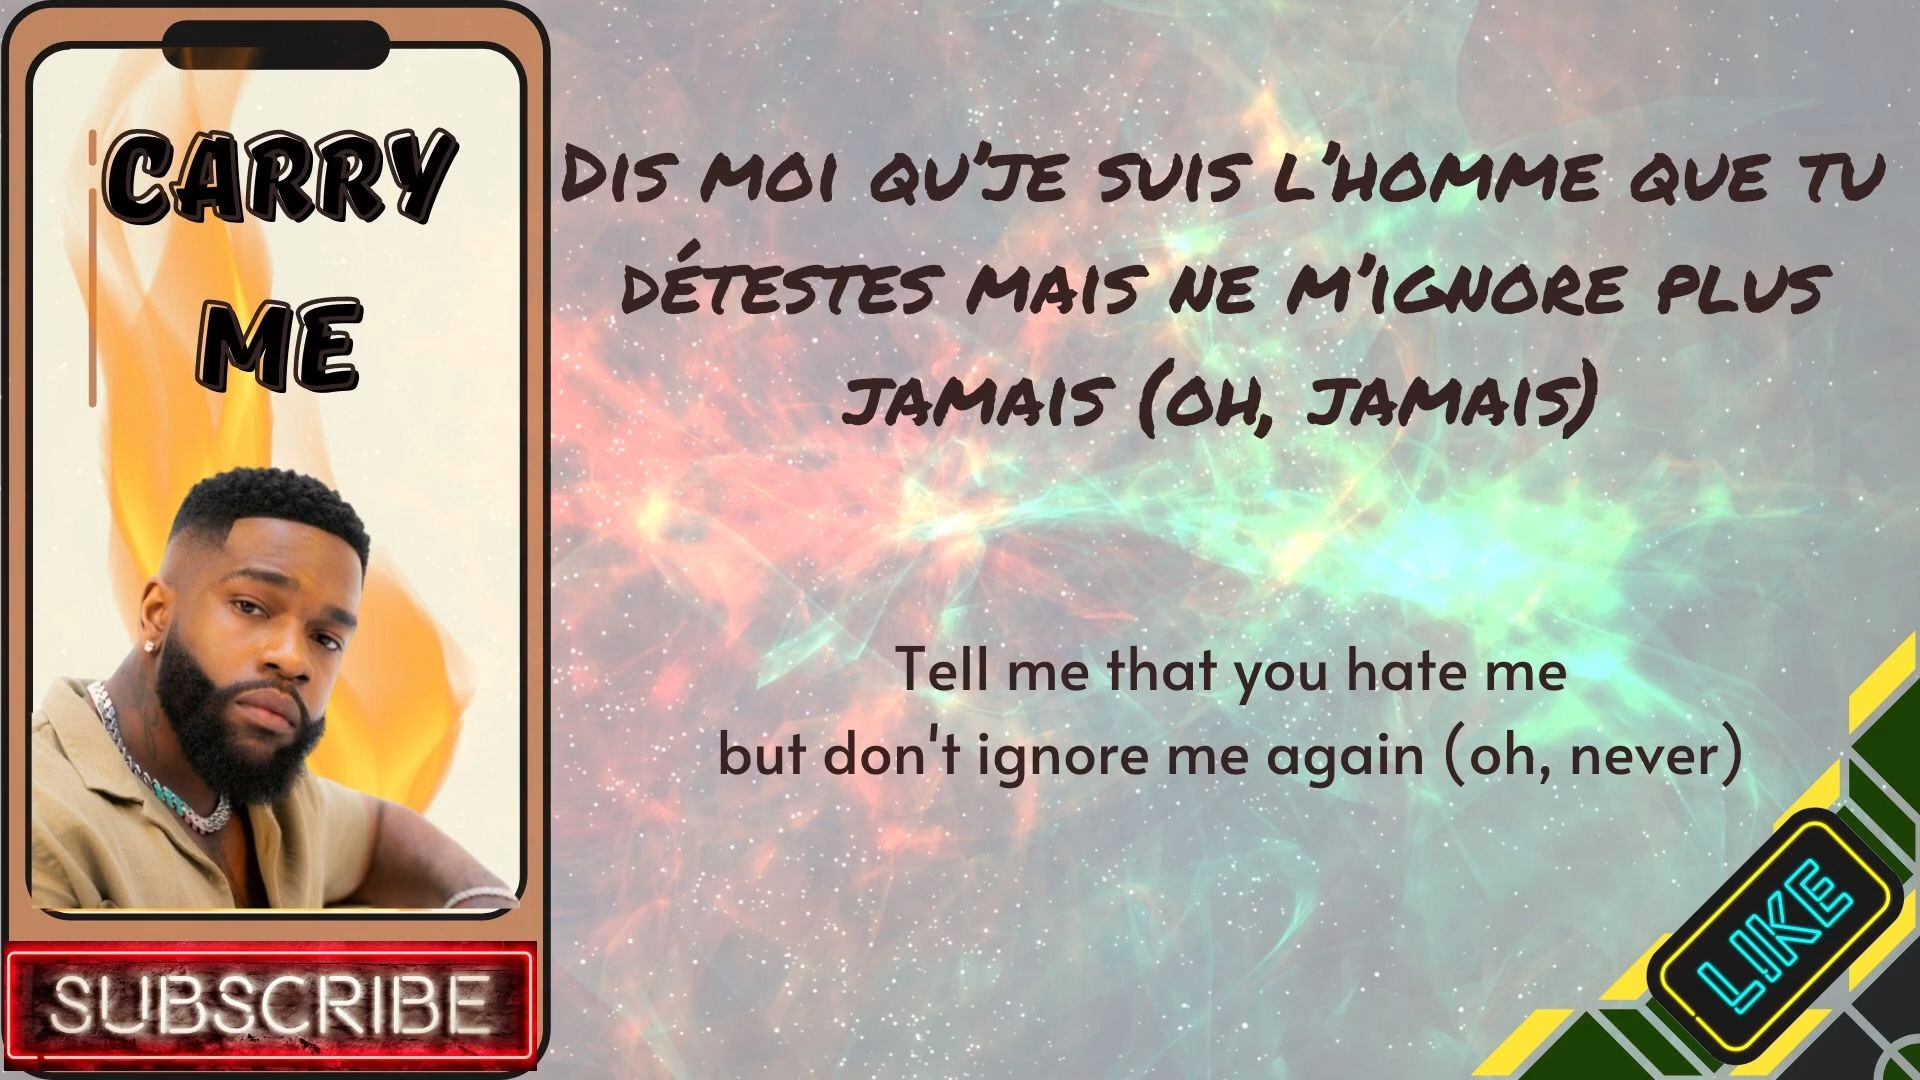 CARRY
ME
DIS MOI QU'JE SUIS L'HOMME QUE TU
DÉTESTES MAIS NE M'IGNORE PLUS
JAMAIS (OH, JAMAIS)
Tell me that you hate me
but don't ignore me again (oh, never)
LIKE
SUBSCRIBE